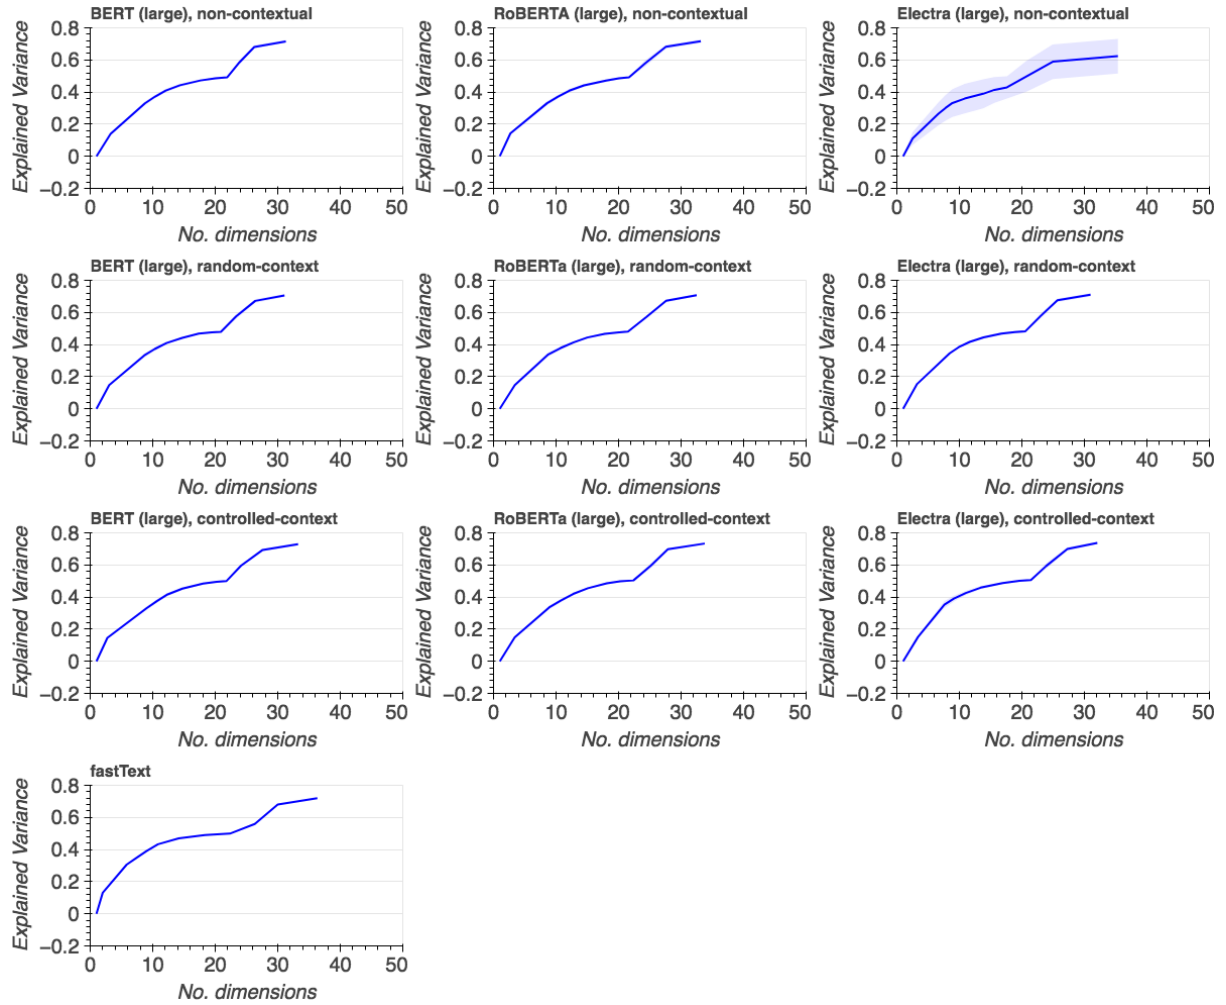 BERT (large), non-contextual
Explained Variance
0.8
0.6
0.4
0.2
0
−0.2
0 10 20 30 40 50
No. dimensions
RoBERTA (large), non-contextual
Explained Variance
0.8
0.6
0.4
0.2
0
−0.2
0 10 20 30 40 50
No. dimensions
Electra (large), non-contextual
Explained Variance
0.8
0.6
0.4
0.2
0
−0.2
0 10 20 30 40 50
No. dimensions
BERT (large), random-context
Explained Variance
0.8
0.6
0.4
0.2
0
−0.2
0 10 20 30 40 50
No. dimensions
RoBERTa (large), random-context
Explained Variance
0.8
0.6
0.4
0.2
0
−0.2
0 10 20 30 40 50
No. dimensions
Electra (large), random-context
Explained Variance
0.8
0.6
0.4
0.2
0
−0.2
0 10 20 30 40 50
No. dimensions
BERT (large), controlled-context
Explained Variance
0.8
0.6
0.4
0.2
0
−0.2
0 10 20 30 40 50
No. dimensions
RoBERTa (large), controlled-context
Explained Variance
0.8
0.6
0.4
0.2
0
−0.2
0 10 20 30 40 50
No. dimensions
Electra (large), controlled-context
Explained Variance
0.8
0.6
0.4
0.2
0
−0.2
0 10 20 30 40 50
No. dimensions
fastText
Explained Variance
0.8
0.6
0.4
0.2
0
−0.2
0 10 20 30 40 50
No. dimensions